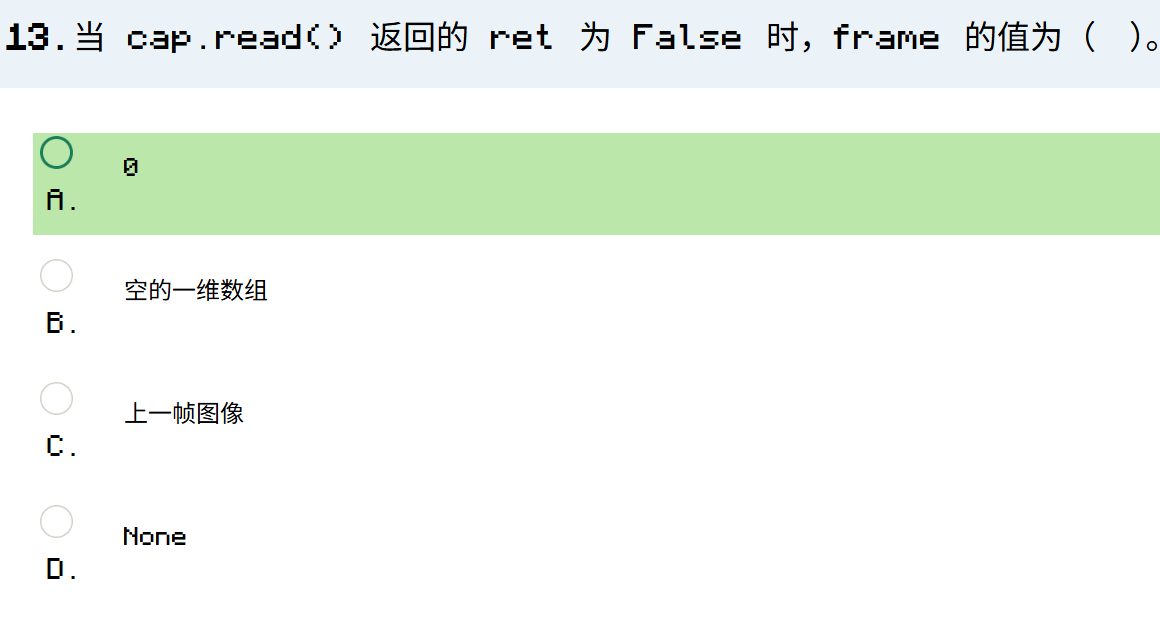 13.当 cap.read() 返回的 ret 为 False 时，frame 的值为（ ）。
0
A.
空的一维数组
B.
上一帧图像
C.
None
D.